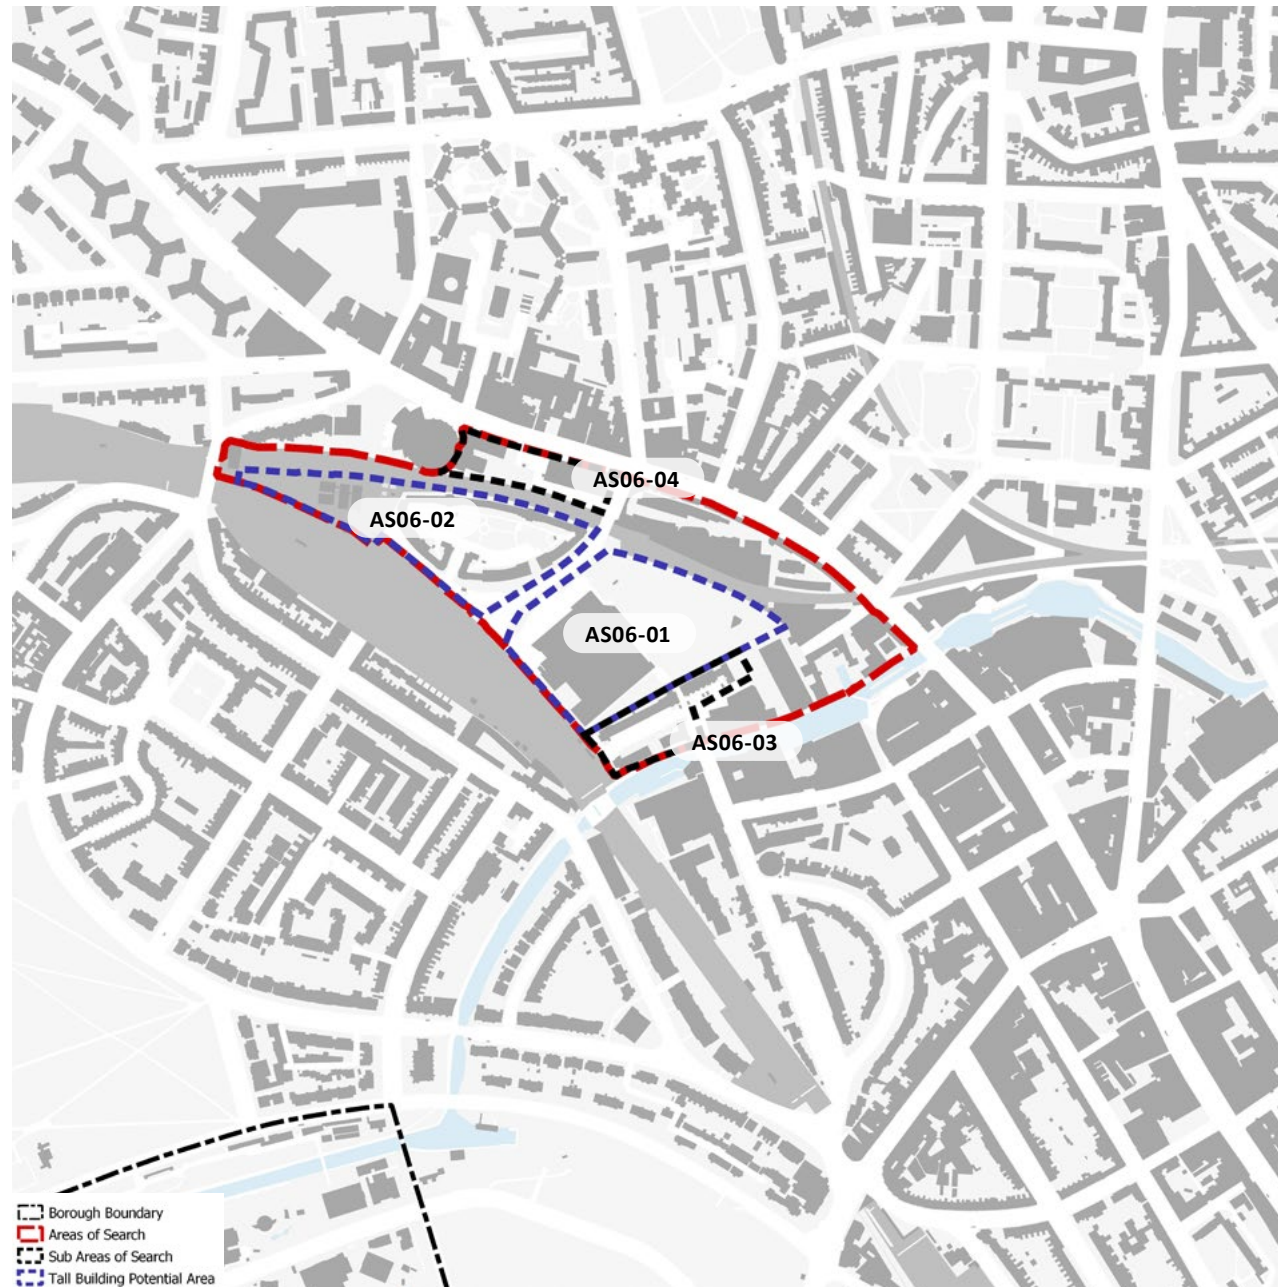 AS06-04
AS06-02
AS06-01
AS06-03
Borough Boundary
Areas of Search
Sub Areas of Search
Tall Building Potential Area